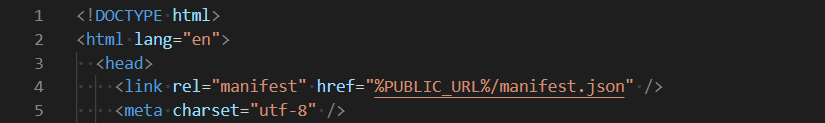 1 <!DOCTYPE html>
2 <html lang="en">
3 <head>
4 <link rel="manifest" href="%PUBLIC_URL%/manifest.json" />
5 <meta charset="utf-8" />